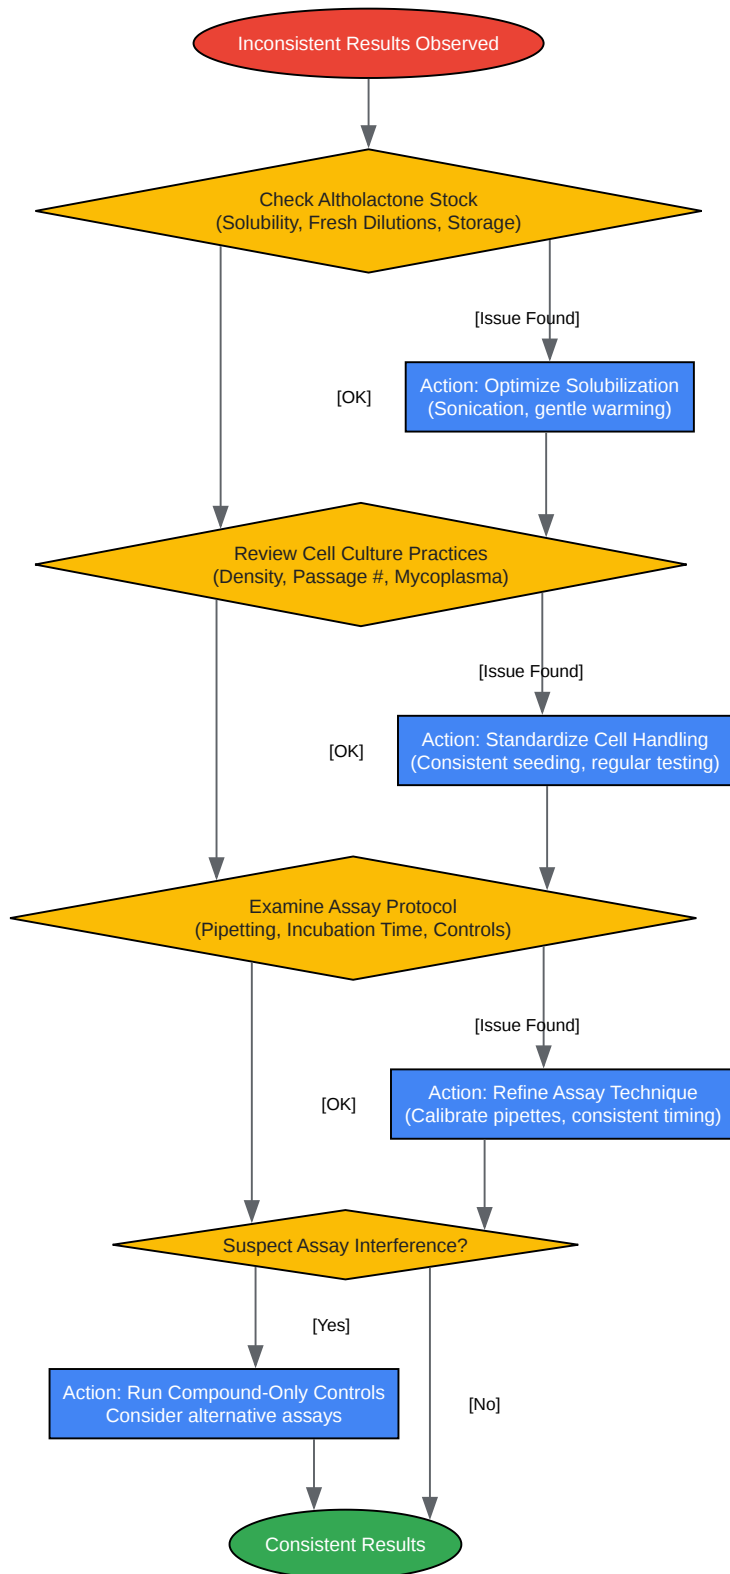 Inconsistent Results Observed
Check Altholactone Stock
(Solubility, Fresh Dilutions, Storage)
[Issue Found]
[OK]
Action: Optimize Solubilization
(Sonication, gentle warming)
Review Cell Culture Practices
(Density, Passage #, Mycoplasma)
[Issue Found]
[OK]
Action: Standardize Cell Handling
(Consistent seeding, regular testing)
Examine Assay Protocol
(Pipetting, Incubation Time, Controls)
[Issue Found]
[OK]
Action: Refine Assay Technique
(Calibrate pipettes, consistent timing)
Suspect Assay Interference?
[Yes]
Action: Run Compound-Only Controls
Consider alternative assays
[No]
Consistent Results